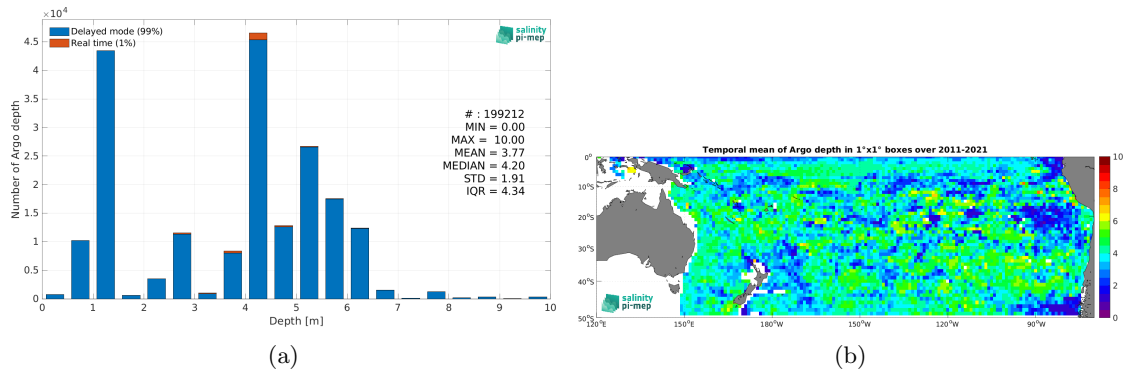 ×10⁴
Delayed mode (99%)
Real time (1%)
salinity
pi-mep
4.5
4
3.5
3
2.5
2
1.5
1
0.5
0
Number of Argo depth
# : 199212
MIN = 0.00
MAX = 10.00
MEAN = 3.77
MEDIAN = 4.20
STD = 1.91
IQR = 4.34
0 1 2 3 4 5 6 7 8 9 10
Depth [m]
(a)
Temporal mean of Argo depth in 1°x1° boxes over 2011-2021
0°
10°S
20°S
30°S
40°S
50°S
120°E 150°E 180°W 150°W 120°W 90°W
salinity
pi-mep
10
8
6
4
2
0
(b)